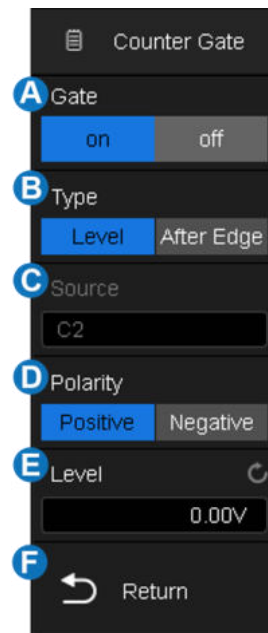 Counter Gate
A
Gate
on off
B
Type
Level After Edge
C
Source
C2
D
Polarity
Positive Negative
E
Level
0.00V
F
Return